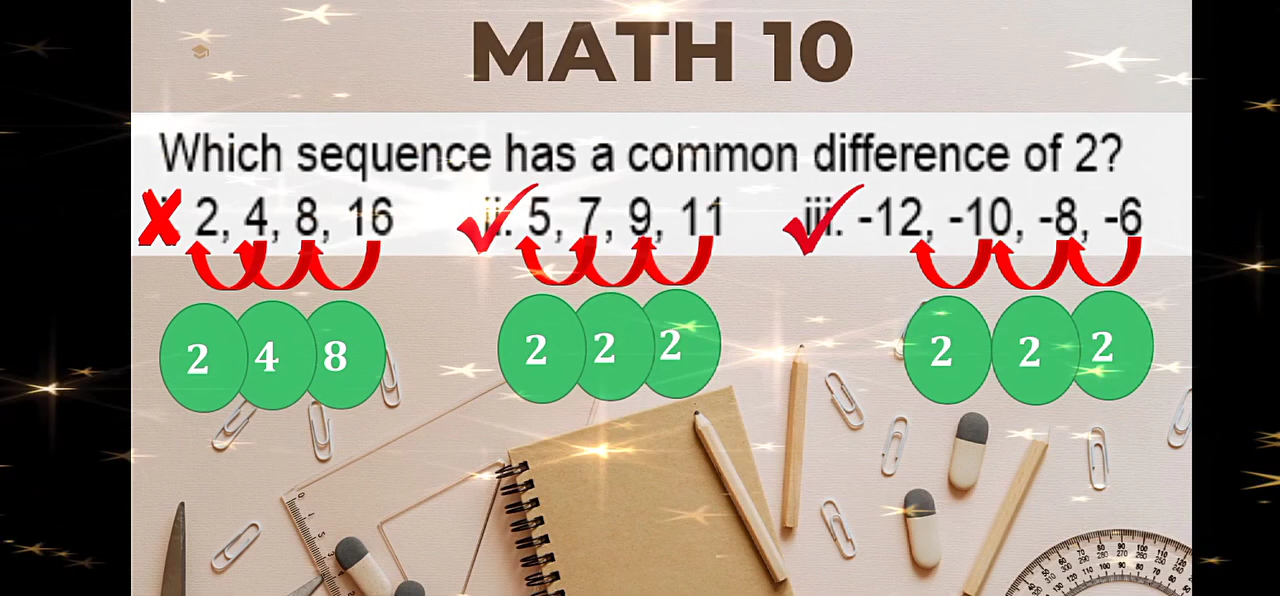 MATH 10
Which sequence has a common difference of 2?
2, 4, 8, 16 ii. 5, 7, 9, 11 iii. -12, -10, -8, -6
2 4 8 2 2 2 2 2 2